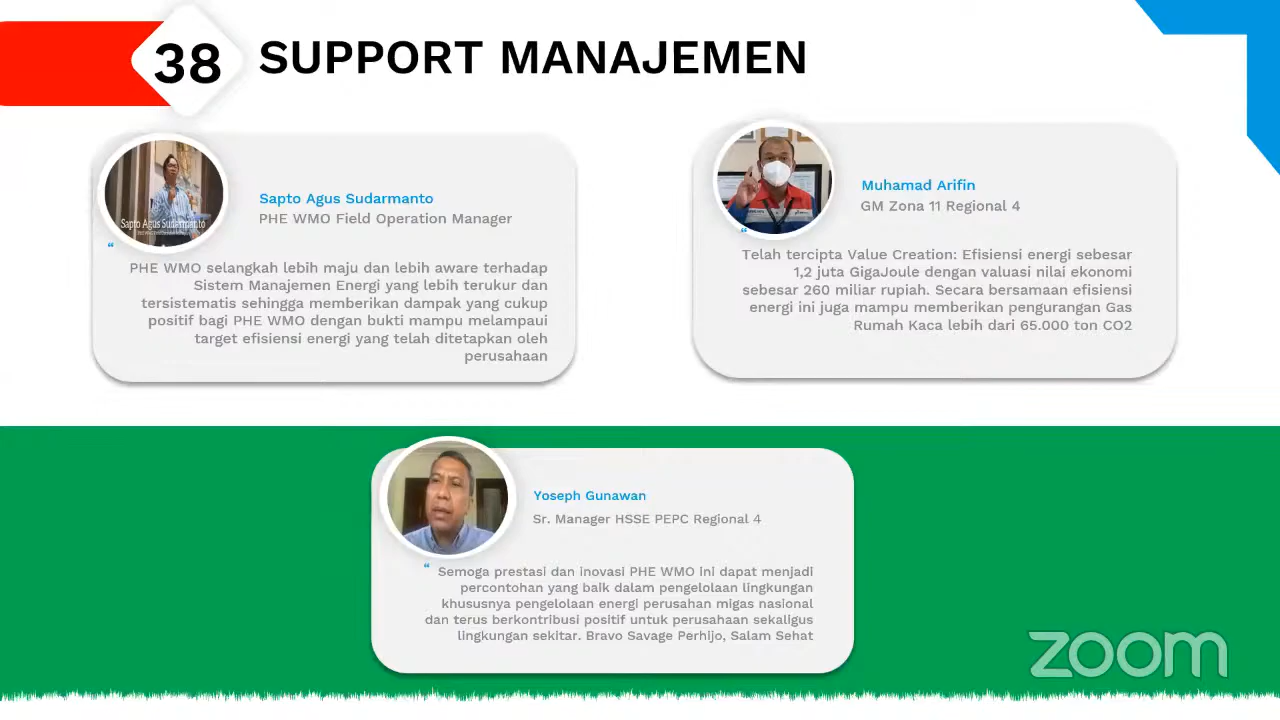 38
SUPPORT MANAJEMEN
Sapto Agus Sudarmanto
Sapto Agus Sudarmanto
PHE WMO Field Operation Manager
“
PHE WMO selangkah lebih maju dan lebih aware terhadap
Sistem Manajemen Energi yang lebih terukur dan
tersistematis sehingga memberikan dampak yang cukup
positif bagi PHE WMO dengan bukti mampu melampaui
target efisiensi energi yang telah ditetapkan oleh
perusahaan
Muhamad Arifin
GM Zona 11 Regional 4
“
Telah tercipta Value Creation: Efisiensi energi sebesar
1,2 juta GigaJoule dengan valuasi nilai ekonomi
sebesar 260 miliar rupiah. Secara bersamaan efisiensi
energi ini juga mampu memberikan pengurangan Gas
Rumah Kaca lebih dari 65.000 ton CO2
Yoseph Gunawan
Sr. Manager HSSE PEPC Regional 4
“ Semoga prestasi dan inovasi PHE WMO ini dapat menjadi
percontohan yang baik dalam pengelolaan lingkungan
khususnya pengelolaan energi perusahan migas nasional
dan terus berkontribusi positif untuk perusahaan sekaligus
lingkungan sekitar. Bravo Savage Perhijo, Salam Sehat
zoom